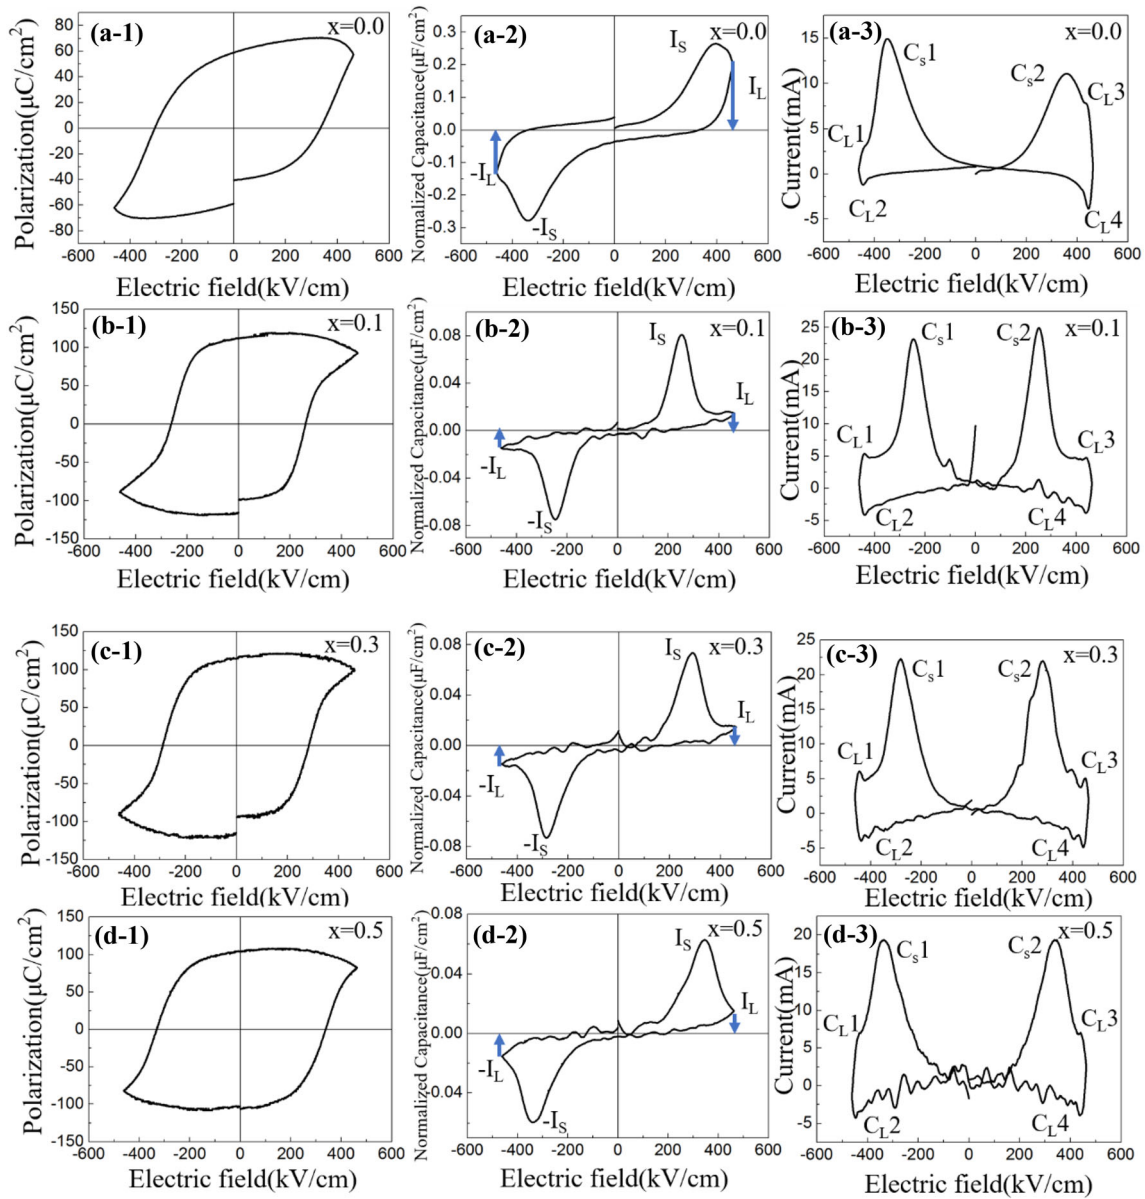 (a-1)
x=0.0
Polarization(μC/cm²)
80
60
40
20
0
-20
-40
-60
-80
-600 -400 -200 0 200 400 600
Electric field(kV/cm)
(a-2)
x=0.0
Normalized Capacitance(μF/cm²)
0.3
0.2
0.1
0.0
-0.1
-0.2
-0.3
I_S
I_L
-I_L
-I_S
-600 -400 -200 0 200 400 600
Electric field(kV/cm)
(a-3)
x=0.0
Current(mA)
15
10
5
0
-5
C_s1
C_s2
C_L3
C_L1
C_L2
C_L4
-600 -400 -200 0 200 400 600
Electric field(kV/cm)
(b-1)
x=0.1
Polarization(μC/cm²)
150
100
50
0
-50
-100
-150
-600 -400 -200 0 200 400 600
Electric field(kV/cm)
(b-2)
x=0.1
Normalized Capacitance(μF/cm²)
0.08
0.04
0.00
-0.04
-0.08
I_S
I_L
-I_L
-I_S
-600 -400 -200 0 200 400 600
Electric field(kV/cm)
(b-3)
x=0.1
Current(mA)
25
20
15
10
5
0
-5
C_s1
C_s2
C_L1
C_L3
C_L2
C_L4
-600 -400 -200 0 200 400 600
Electric field(kV/cm)
(c-1)
x=0.3
Polarization(μC/cm²)
150
100
50
0
-50
-100
-150
-600 -400 -200 0 200 400 600
Electric field(kV/cm)
(c-2)
x=0.3
Normalized Capacitance(μF/cm²)
0.08
0.04
0.00
-0.04
-0.08
I_S
I_L
-I_L
-I_S
-600 -400 -200 0 200 400 600
Electric field(kV/cm)
(c-3)
x=0.3
Current(mA)
25
20
15
10
5
0
-5
C_s1
C_s2
C_L1
C_L3
C_L2
C_L4
-600 -400 -200 0 200 400 600
Electric field(kV/cm)
(d-1)
x=0.5
Polarization(μC/cm²)
150
100
50
0
-50
-100
-150
-600 -400 -200 0 200 400 600
Electric field(kV/cm)
(d-2)
x=0.5
Normalized Capacitance(μF/cm²)
0.08
0.04
0.00
-0.04
I_S
I_L
-I_L
-I_S
-600 -400 -200 0 200 400 600
Electric field(kV/cm)
(d-3)
x=0.5
Current(mA)
20
15
10
5
0
-5
C_s1
C_s2
C_L1
C_L3
C_L2
C_L4
-600 -400 -200 0 200 400 600
Electric field(kV/cm)